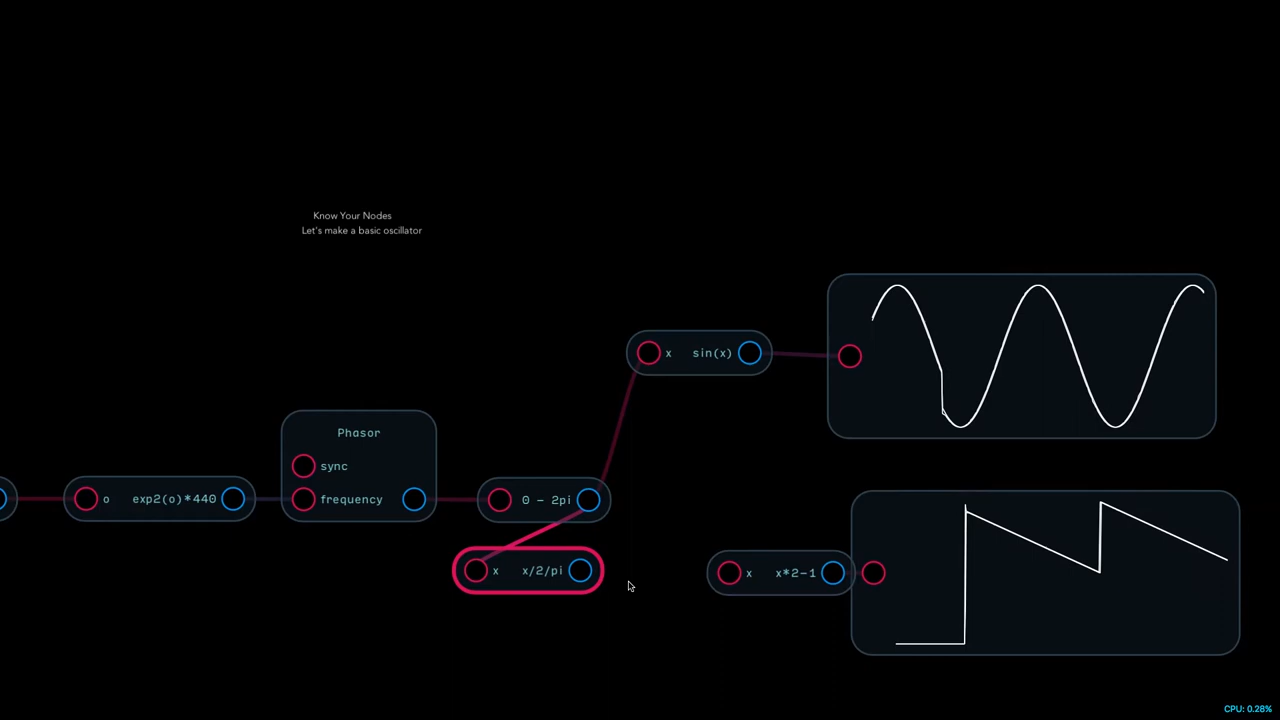 Know Your Nodes
Let's make a basic oscillator
x sin(x)
Phasor
sync
o exp2(o)*440
frequency
0 - 2pi
x x/2/pi
x x*2-1
CPU: 0.28%